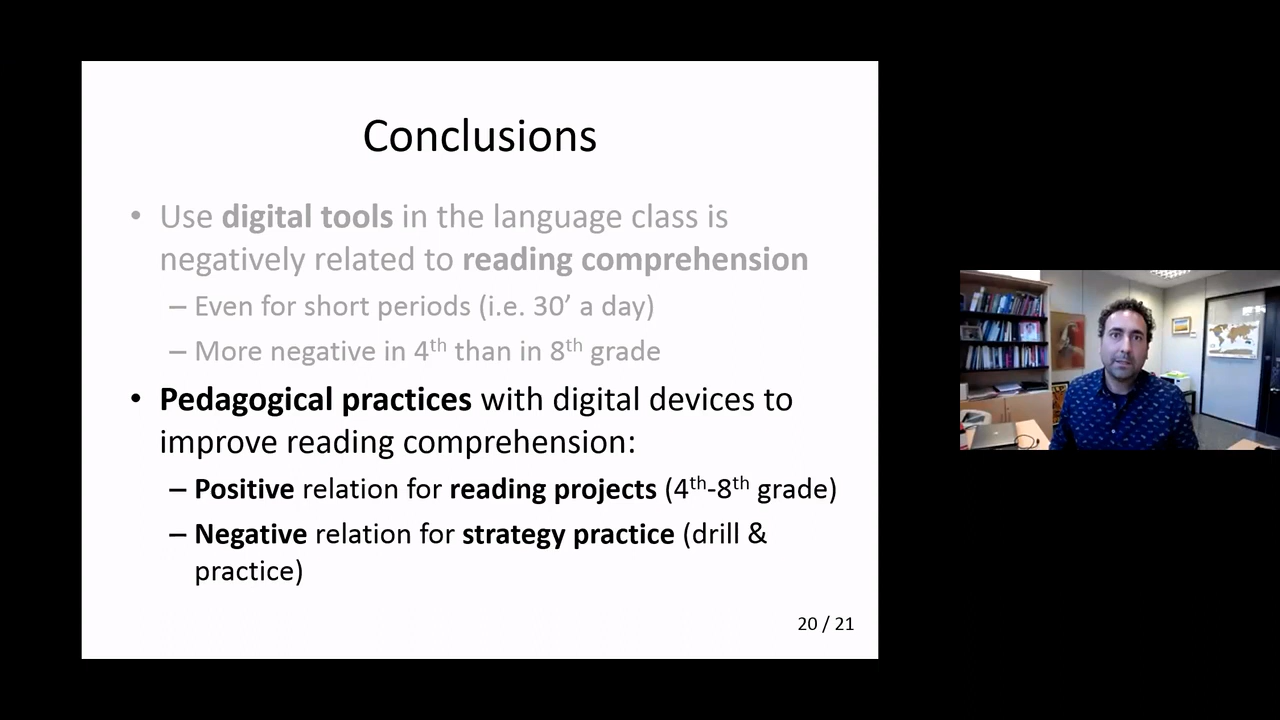 Conclusions
• Use digital tools in the language class is
negatively related to reading comprehension
– Even for short periods (i.e. 30’ a day)
– More negative in 4th than in 8th grade
• Pedagogical practices with digital devices to
improve reading comprehension:
– Positive relation for reading projects (4th-8th grade)
– Negative relation for strategy practice (drill &
practice)
20 / 21